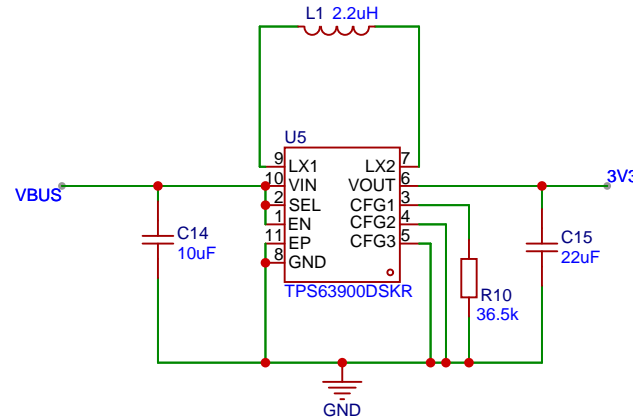 L1 2.2uH
U5
9 LX1 LX2 7
VBUS 10 VIN VOUT 6 3V3
2 SEL CFG1 3
1 EN CFG2 4
11 EP CFG3 5
8 GND
C14
10uF
C15
22uF
TPS63900DSKR
R10
36.5k
GND